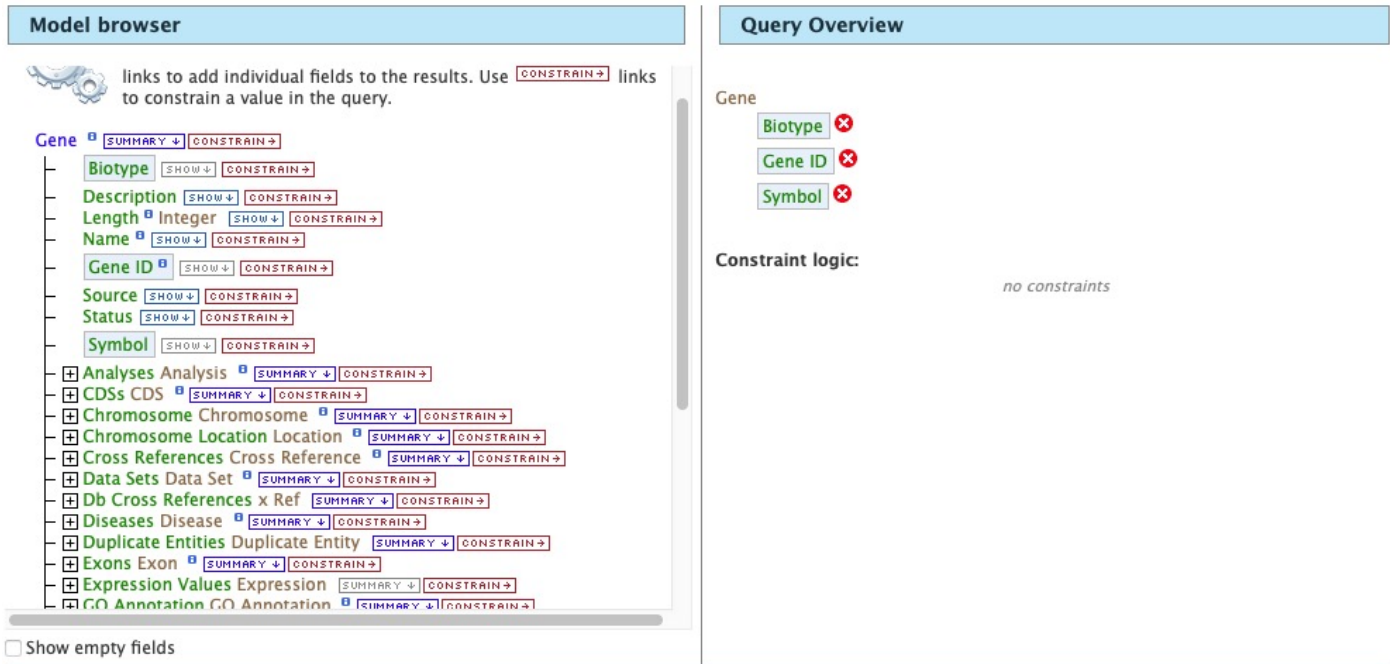 Model browser
links to add individual fields to the results. Use CONSTRAIN→ links
to constrain a value in the query.
Gene SUMMARY ↓ CONSTRAIN→
Biotype SHOW↓ CONSTRAIN→
Description SHOW↓ CONSTRAIN→
Length Integer SHOW↓ CONSTRAIN→
Name SHOW↓ CONSTRAIN→
Gene ID SHOW↓ CONSTRAIN→
Source SHOW↓ CONSTRAIN→
Status SHOW↓ CONSTRAIN→
Symbol SHOW↓ CONSTRAIN→
Analyses Analysis SUMMARY ↓ CONSTRAIN→
CDSs CDS SUMMARY ↓ CONSTRAIN→
Chromosome Chromosome SUMMARY ↓ CONSTRAIN→
Chromosome Location Location SUMMARY ↓ CONSTRAIN→
Cross References Cross Reference SUMMARY ↓ CONSTRAIN→
Data Sets Data Set SUMMARY ↓ CONSTRAIN→
Db Cross References x Ref SUMMARY ↓ CONSTRAIN→
Diseases Disease SUMMARY ↓ CONSTRAIN→
Duplicate Entities Duplicate Entity SUMMARY ↓ CONSTRAIN→
Exons Exon SUMMARY ↓ CONSTRAIN→
Expression Values Expression SUMMARY ↓ CONSTRAIN→
GO Annotation GO Annotation SUMMARY ↓ CONSTRAIN→
Show empty fields
Query Overview
Gene
Biotype
Gene ID
Symbol
Constraint logic:
no constraints